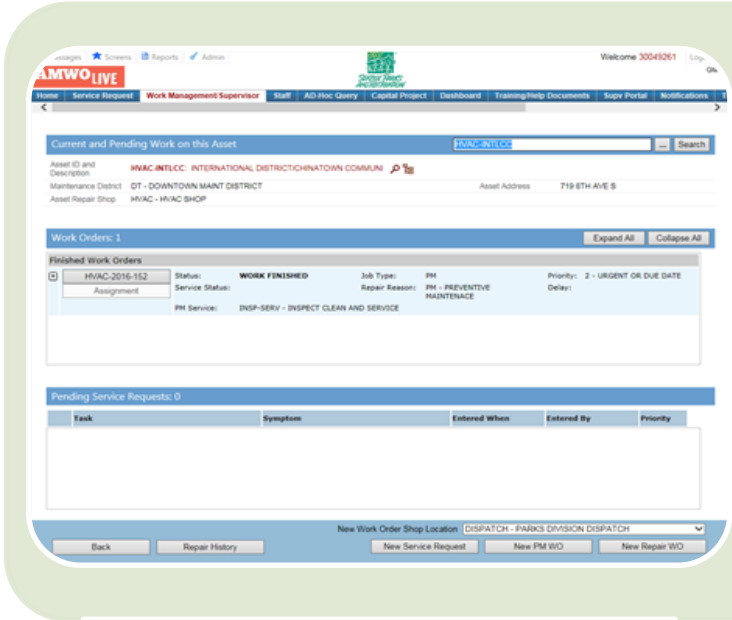 Screens Reports Admin
Welcome 30049261
AMWO LIVE
Seattle Parks
AND RECREATION
Home Service Request Work Management/Supervisor Staff AD-Hoc Query Capital Project Dashboard Training/Help Documents Supv Portal Notifications
Current and Pending Work on this Asset HVAC-INTLCC ... Search
Asset ID and
Description
HVAC-INTLCC: INTERNATIONAL DISTRICT/CHINATOWN COMMUNI
Maintenance District DT - DOWNTOWN MAINT DISTRICT Asset Address 719 8TH AVE S
Asset Repair Shop HVAC - HVAC SHOP
Work Orders: 1 Expand All Collapse All
Finished Work Orders
HVAC-2016-152 Status: WORK FINISHED Job Type: PM Priority: 2 - URGENT OR DUE DATE
Assignment Service Status: Repair Reason: PM - PREVENTIVE MAINTENACE Delay:
PM Service: INSP-SERV - INSPECT CLEAN AND SERVICE
Pending Service Requests: 0
Task Symptom Entered When Entered By Priority
New Work Order Shop Location DISPATCH - PARKS DIVISION DISPATCH
Back Repair History New Service Request New PM WO New Repair WO